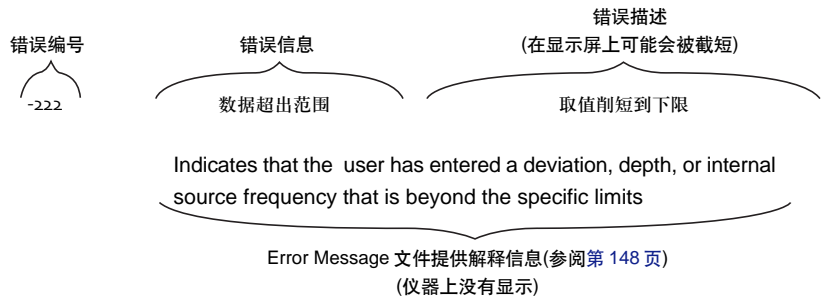 错误描述
错误编号 错误信息 (在显示屏上可能会被截短)
-222 数据超出范围 取值削短到下限
Indicates that the user has entered a deviation, depth, or internal
source frequency that is beyond the specific limits
Error Message 文件提供解释信息(参阅第 148 页)
(仪器上没有显示)